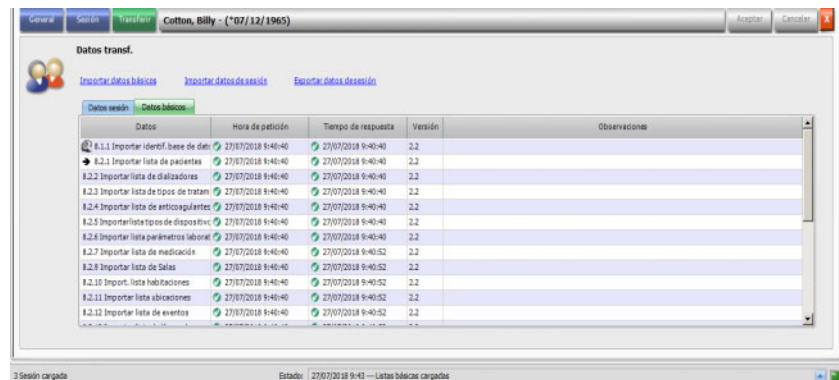 General Sesión Transferir Cotton, Billy - (*07/12/1965) Aceptar Cancelar X
Datos transf.
Importar datos básicos Importar datos de sesión Exportar datos desesión
Datos sesión Datos básicos
Datos Hora de petición Tiempo de respuesta Versión Observaciones
8.1.1 Importar identif. base de dato 27/07/2018 9:40:40 27/07/2018 9:40:40 2.2
8.2.1 Importar lista de pacientes 27/07/2018 9:40:40 27/07/2018 9:40:40 2.2
8.2.2 Importar lista de dializadores 27/07/2018 9:40:40 27/07/2018 9:40:40 2.2
8.2.3 Importar lista de tipos de tratam 27/07/2018 9:40:40 27/07/2018 9:40:40 2.2
8.2.4 Importar lista de anticoagulantes 27/07/2018 9:40:40 27/07/2018 9:40:40 2.2
8.2.5 Importar lista tipos de dispositivo 27/07/2018 9:40:40 27/07/2018 9:40:40 2.2
8.2.6 Importar lista parámetros laborat 27/07/2018 9:40:40 27/07/2018 9:40:40 2.2
8.2.7 Importar lista de medicación 27/07/2018 9:40:40 27/07/2018 9:40:52 2.2
8.2.9 Importar lista de Salas 27/07/2018 9:40:40 27/07/2018 9:40:52 2.2
8.2.10 Import. lista habitaciones 27/07/2018 9:40:40 27/07/2018 9:40:52 2.2
8.2.11 Importar lista ubicaciones 27/07/2018 9:40:40 27/07/2018 9:40:52 2.2
8.2.12 Importar lista de eventos 27/07/2018 9:40:40 27/07/2018 9:40:52 2.2
3 Sesión cargada Estado: 27/07/2018 9:43 --- Listas básicas cargadas